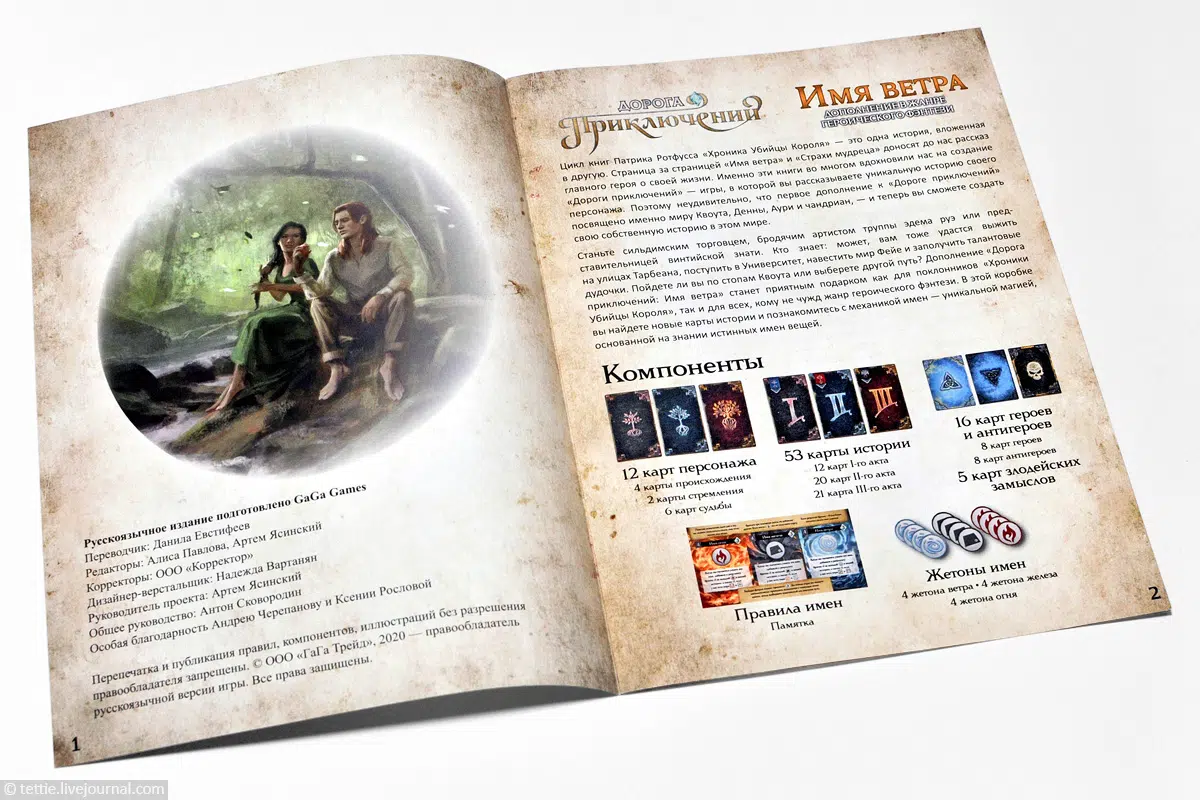 Русскоязычное издание подготовлено GaGa Games
Переводчик: Данила Евстифеев
Редакторы: Алиса Павлова, Артем Ясинский
Корректоры: ООО «Корректор»
Дизайнер-верстальщик: Надежда Вартанян
Руководитель проекта: Артем Ясинский
Общее руководство: Антон Сковородин
Особая благодарность Андрею Черепанову и Ксении Рословой
Перепечатка и публикация правил, компонентов, иллюстраций без разрешения
правообладателя запрещены. © ООО «ГаГа Трейд», 2020 — правообладатель
русскоязычной версии игры. Все права защищены.
1
ДОРОГА
Приключений
Имя ветра
ДОПОЛНЕНИЕ В ЖАНРЕ
ГЕРОИЧЕСКОГО ФЭНТЕЗИ
Цикл книг Патрика Ротфусса «Хроника Убийцы Короля» — это одна история, вложенная
в другую. Страница за страницей «Имя ветра» и «Страхи мудреца» доносят до нас рассказ
главного героя о своей жизни. Именно эти книги во многом вдохновили нас на создание
«Дороги приключений» — игры, в которой вы рассказываете уникальную историю своего
персонажа. Поэтому неудивительно, что первое дополнение к «Дороге приключений»
посвящено именно миру Квоута, Денны, Аури и чандриан, — и теперь вы сможете создать
свою собственную историю в этом мире.
Станьте сильдимским торговцем, бродячим артистом труппы эдема руэ или пред-
ставительницей винтийской знати. Кто знает: может, вам тоже удастся выжить
на улицах Тарбеана, поступить в Университет, навестить мир Фейе и заполучить талантовые
дудочки. Пойдете ли вы по стопам Квоута или выберете другой путь? Дополнение «Дорога
приключений: Имя ветра» станет приятным подарком как для поклонников «Хроники
Убийцы Короля», так и для всех, кому не чужд жанр героического фэнтези. В этой коробке
вы найдете новые карты истории и познакомитесь с механикой имен — уникальной магией,
основанной на знании истинных имен вещей.
Компоненты
I
II
III
12 карт персонажа
4 карты происхождения
2 карты стремления
6 карт судьбы
53 карты истории
12 карт I-го акта
20 карт II-го акта
21 карта III-го акта
16 карт героев
и антигероев
8 карт героев
8 карт антигероев
5 карт злодейских
замыслов
Правила имен
Памятка
Жетоны имен
4 жетона ветра • 4 жетона железа
4 жетона огня
2
© tettie.livejournal.com